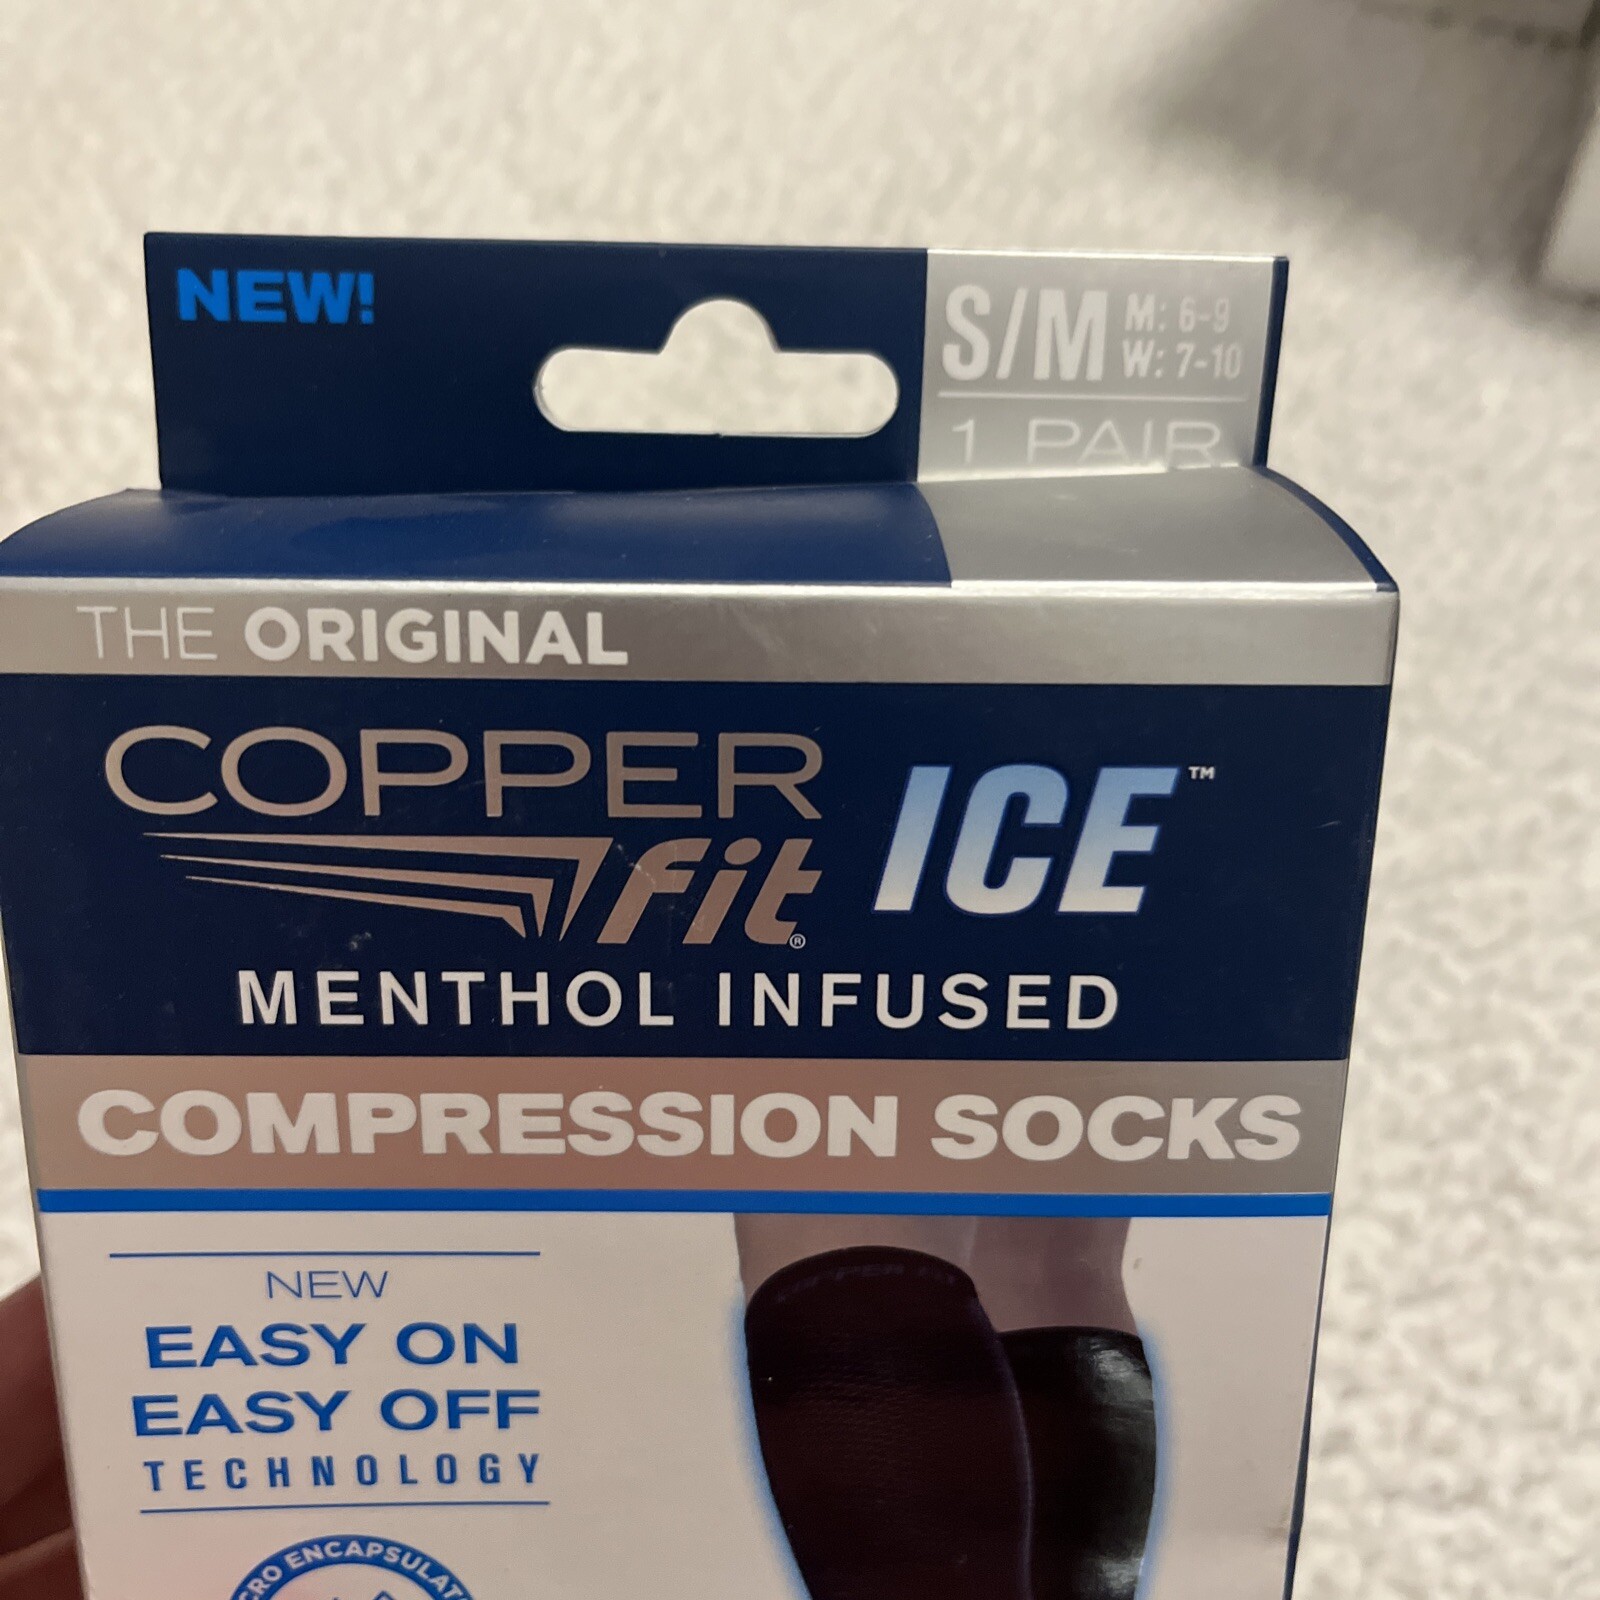 NEW!
S/M
M: 6-9
W: 7-10
1 PAIR
THE ORIGINAL
COPPER
fit®
ICE™
MENTHOL INFUSED
COMPRESSION SOCKS
NEW
EASY ON
EASY OFF
TECHNOLOGY